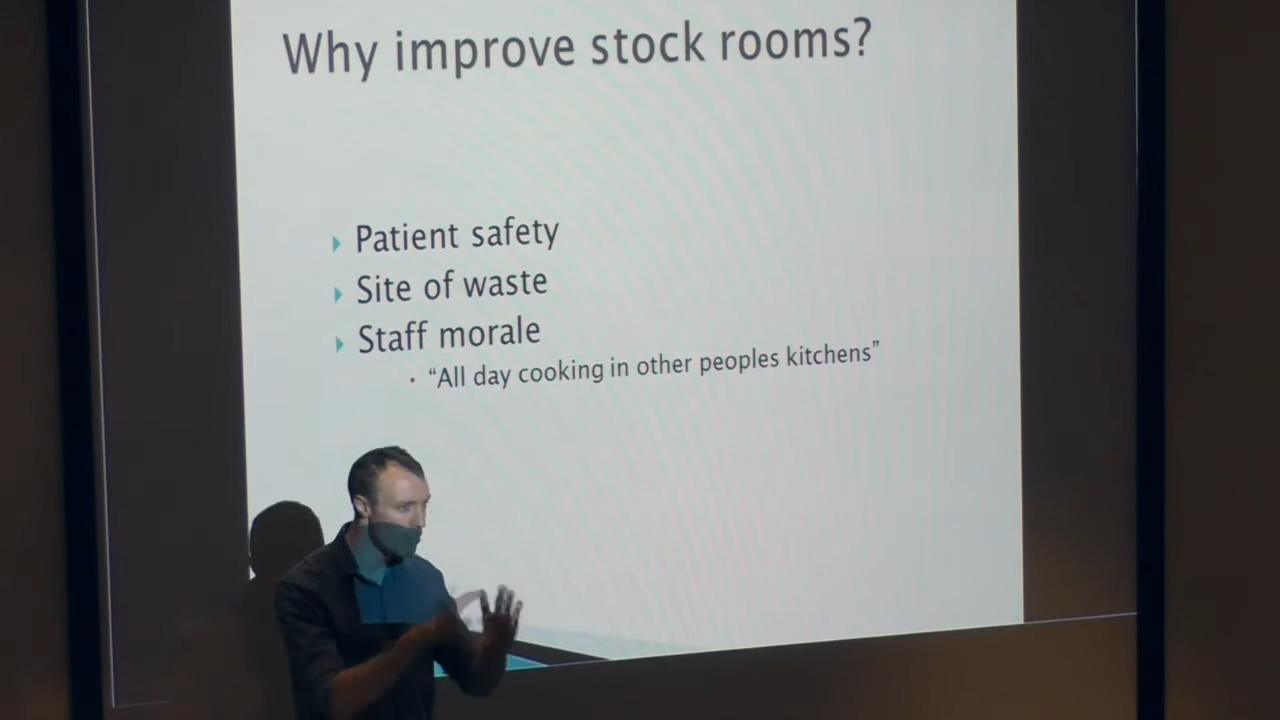 Why improve stock rooms?
Patient safety
Site of waste
Staff morale
“All day cooking in other peoples kitchens”